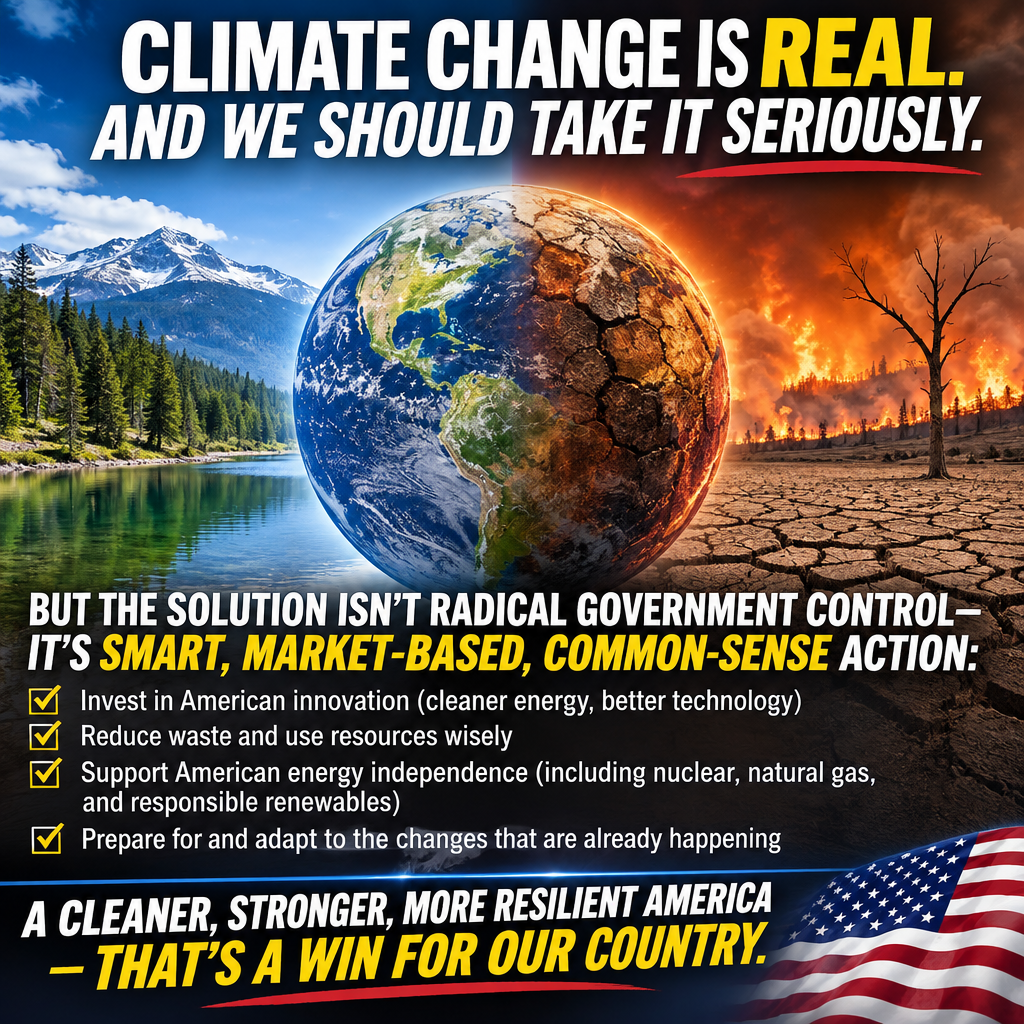 CLIMATE CHANGE IS REAL.
AND WE SHOULD TAKE IT SERIOUSLY.
BUT THE SOLUTION ISN'T RADICAL GOVERNMENT CONTROL—
IT'S SMART, MARKET-BASED, COMMON-SENSE ACTION:
Invest in American innovation (cleaner energy, better technology)
Reduce waste and use resources wisely
Support American energy independence (including nuclear, natural gas,
and responsible renewables)
Prepare for and adapt to the changes that are already happening
A CLEANER, STRONGER, MORE RESILIENT AMERICA
— THAT'S A WIN FOR OUR COUNTRY.